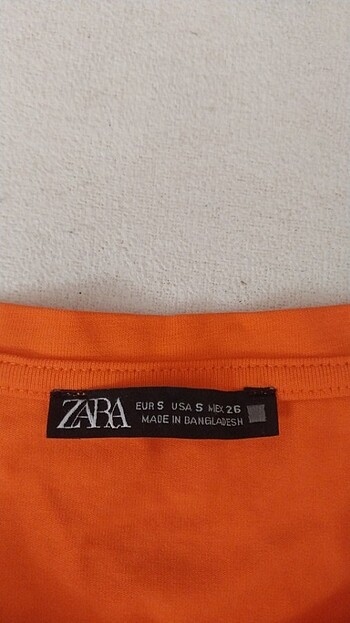 ZARA
EUR S USA S MEX 26
MADE IN BANGLADESH